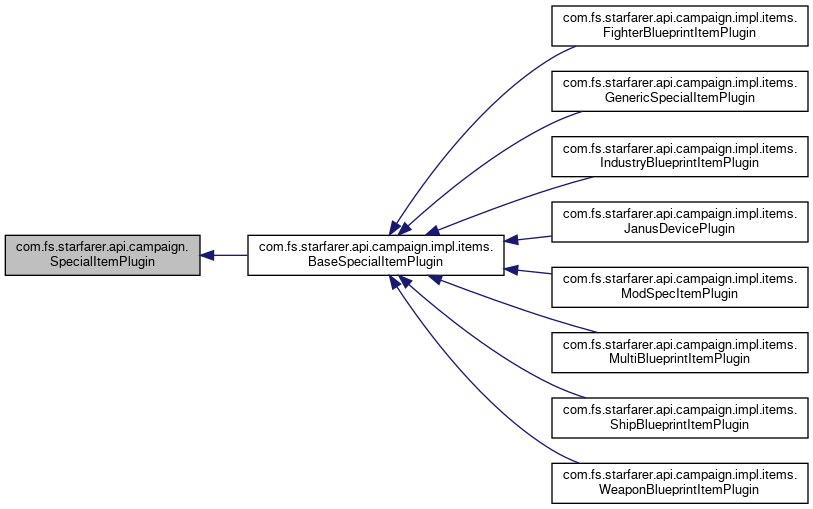 com.fs.starfarer.api.campaign.
SpecialItemPlugin
com.fs.starfarer.api.campaign.impl.items.
BaseSpecialItemPlugin
com.fs.starfarer.api.campaign.impl.items.
FighterBlueprintItemPlugin
com.fs.starfarer.api.campaign.impl.items.
GenericSpecialItemPlugin
com.fs.starfarer.api.campaign.impl.items.
IndustryBlueprintItemPlugin
com.fs.starfarer.api.campaign.impl.items.
JanusDevicePlugin
com.fs.starfarer.api.campaign.impl.items.
ModSpecItemPlugin
com.fs.starfarer.api.campaign.impl.items.
MultiBlueprintItemPlugin
com.fs.starfarer.api.campaign.impl.items.
ShipBlueprintItemPlugin
com.fs.starfarer.api.campaign.impl.items.
WeaponBlueprintItemPlugin